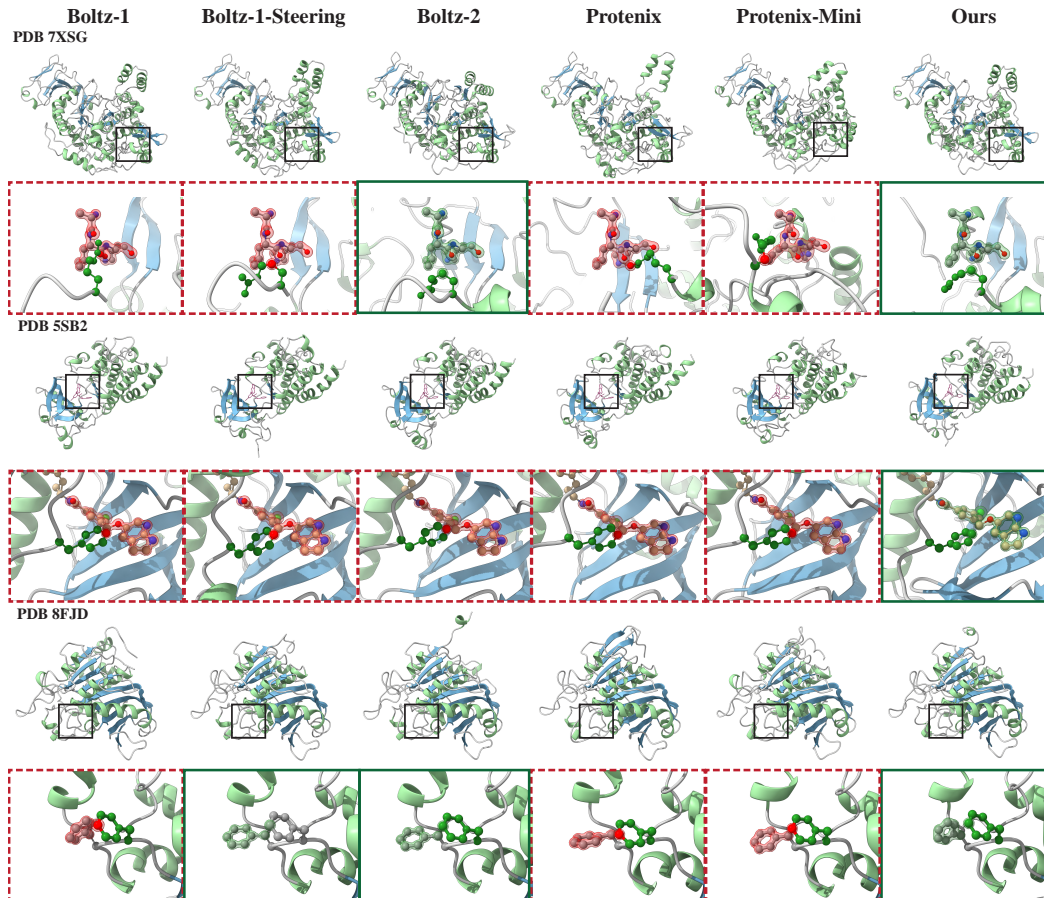 Boltz-1 Boltz-1-Steering Boltz-2 Protenix Protenix-Mini Ours
PDB 7XSG
PDB 5SB2
PDB 8FJD